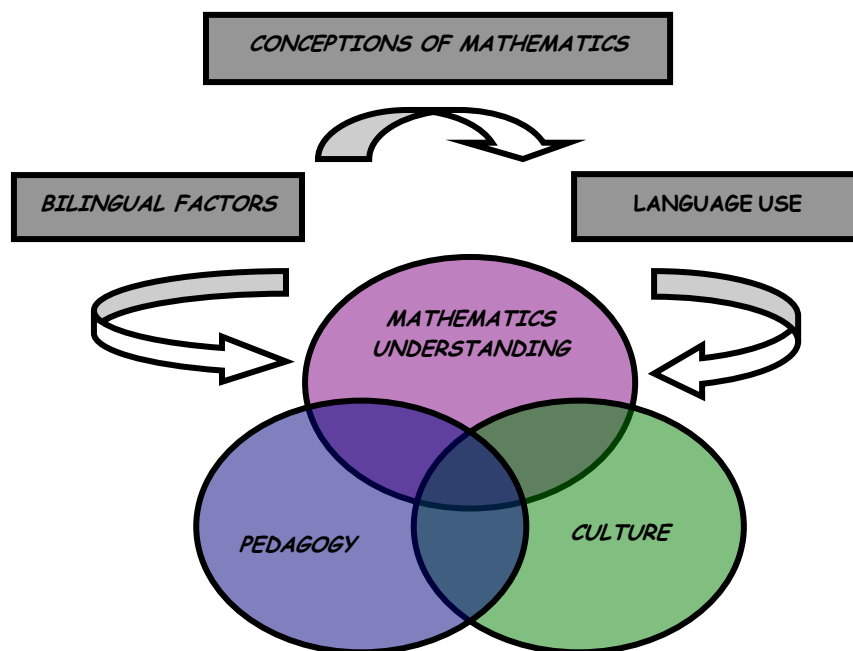 CONCEPTIONS OF MATHEMATICS
BILINGUAL FACTORS
LANGUAGE USE
MATHEMATICS
UNDERSTANDING
PEDAGOGY
CULTURE